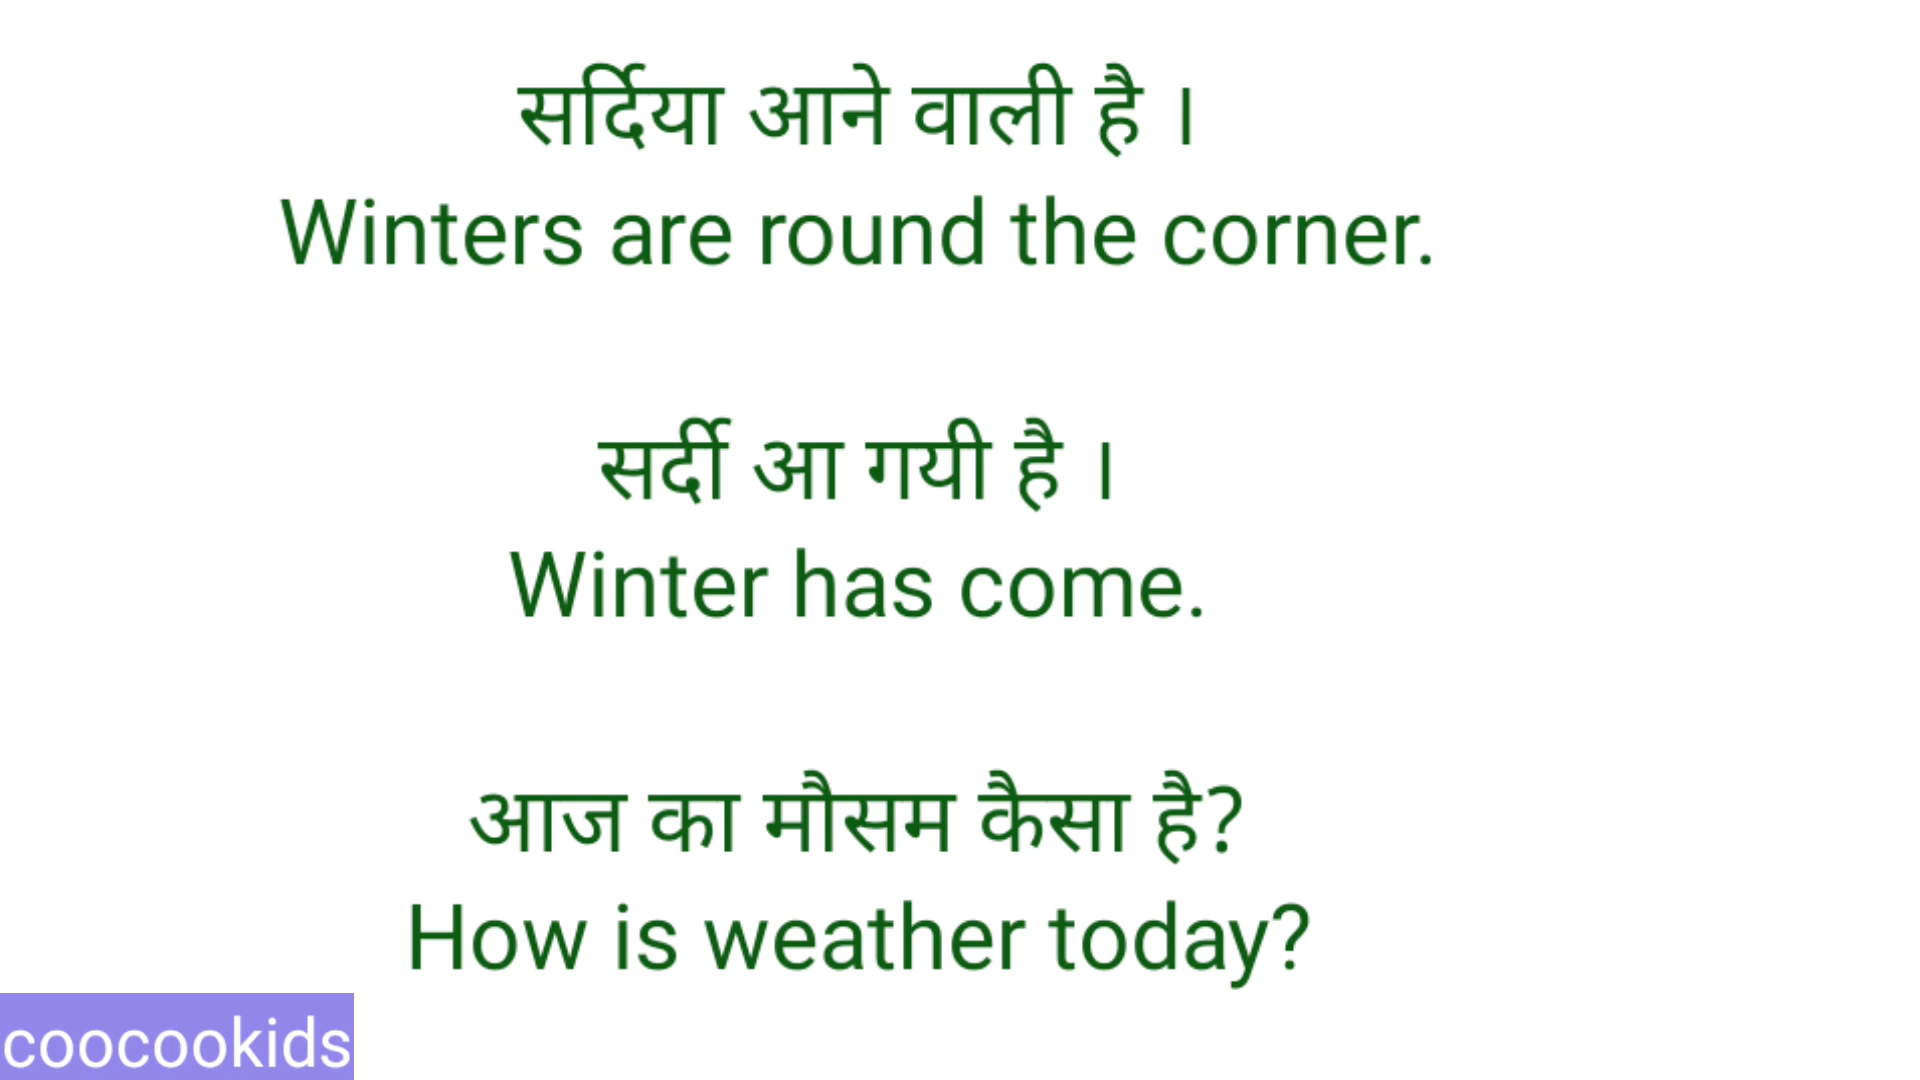 सर्दिया आने वाली है ।
Winters are round the corner.
सर्दी आ गयी है ।
Winter has come.
आज का मौसम कैसा है?
How is weather today?
coocookids